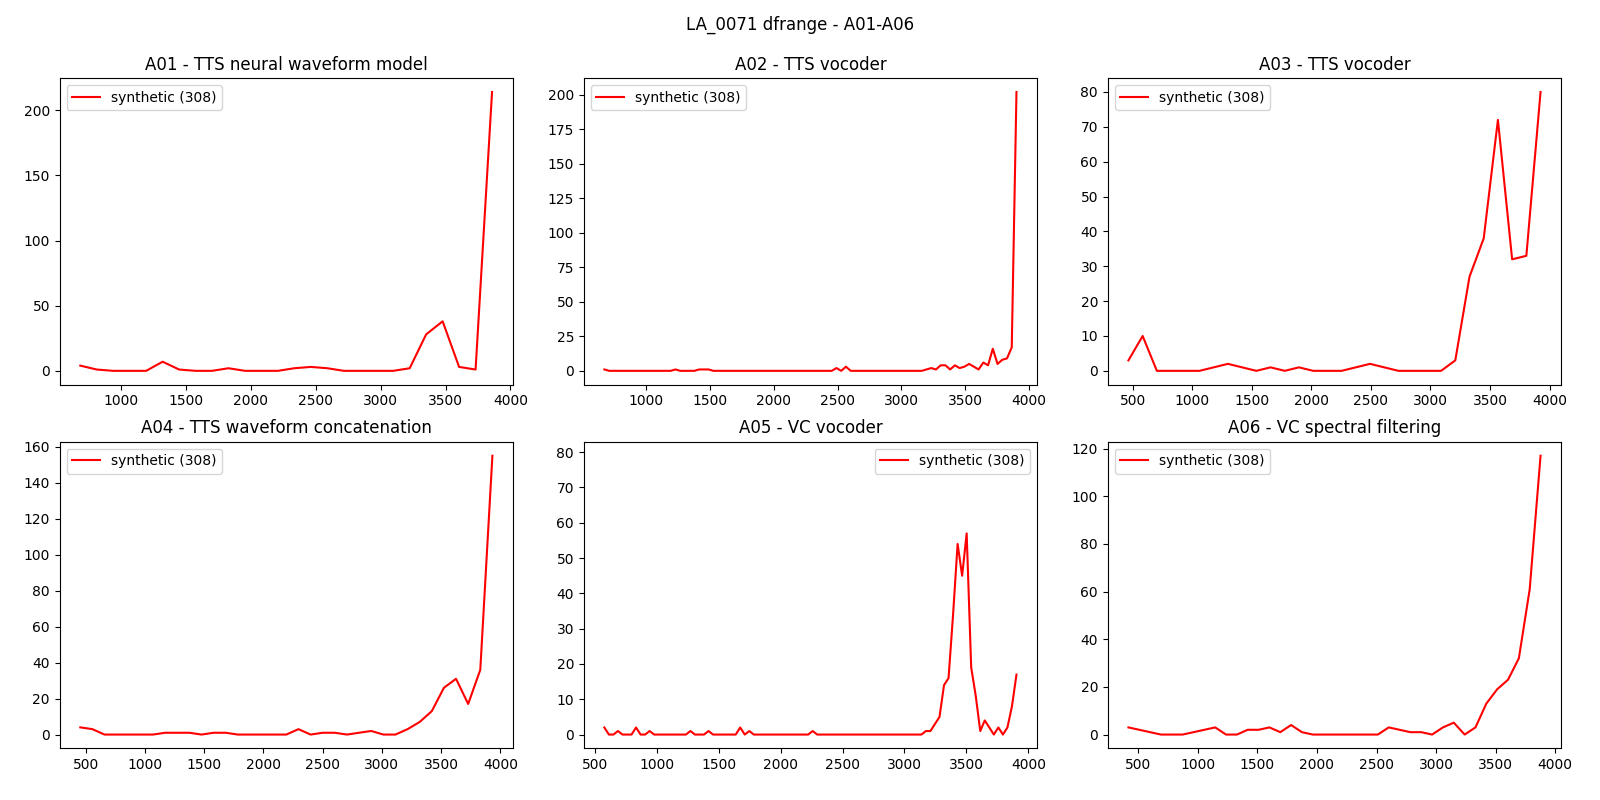 LA_0071 dfrange - A01-A06
A01 - TTS neural waveform model
synthetic (308)
200
150
100
50
0
1000 1500 2000 2500 3000 3500 4000
A02 - TTS vocoder
synthetic (308)
200
175
150
125
100
75
50
25
0
1000 1500 2000 2500 3000 3500 4000
A03 - TTS vocoder
synthetic (308)
80
70
60
50
40
30
20
10
0
500 1000 1500 2000 2500 3000 3500 4000
A04 - TTS waveform concatenation
synthetic (308)
160
140
120
100
80
60
40
20
0
500 1000 1500 2000 2500 3000 3500 4000
A05 - VC vocoder
synthetic (308)
80
70
60
50
40
30
20
10
0
500 1000 1500 2000 2500 3000 3500 4000
A06 - VC spectral filtering
synthetic (308)
120
100
80
60
40
20
0
500 1000 1500 2000 2500 3000 3500 4000